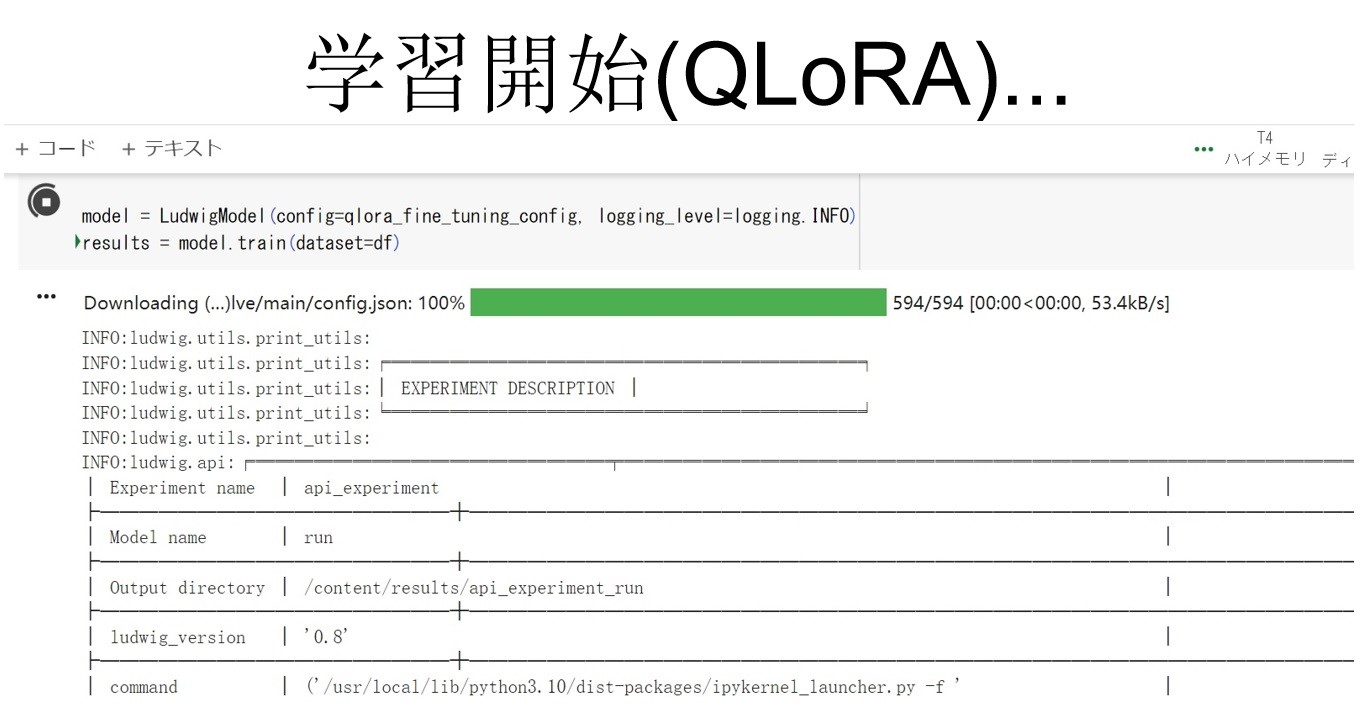 学習開始(QLoRA)...
+ コード + テキスト
T4
ハイメモリ ディ
model = LudwigModel(config=qlora_fine_tuning_config, logging_level=logging.INFO)
results = model.train(dataset=df)
Downloading (...)lve/main/config.json: 100% 594/594 [00:00<00:00, 53.4kB/s]
INFO:ludwig.utils.print_utils:
INFO:ludwig.utils.print_utils:
INFO:ludwig.utils.print_utils: │ EXPERIMENT DESCRIPTION │
INFO:ludwig.utils.print_utils:
INFO:ludwig.utils.print_utils:
INFO:ludwig.api:
│ Experiment name │ api_experiment │
│ Model name │ run │
│ Output directory │ /content/results/api_experiment_run │
│ ludwig_version │ '0.8' │
│ command │ ('/usr/local/lib/python3.10/dist-packages/ipykernel_launcher.py -f ' │